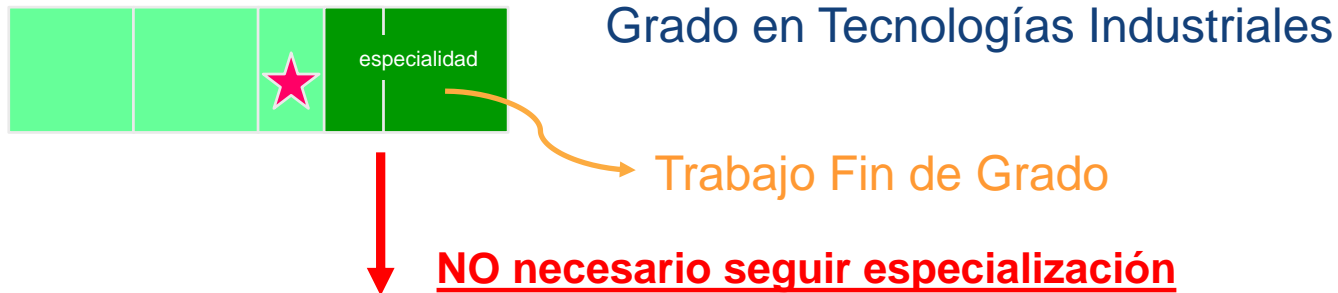 Grado en Tecnologías Industriales
especialidad
Trabajo Fin de Grado
NO necesario seguir especialización